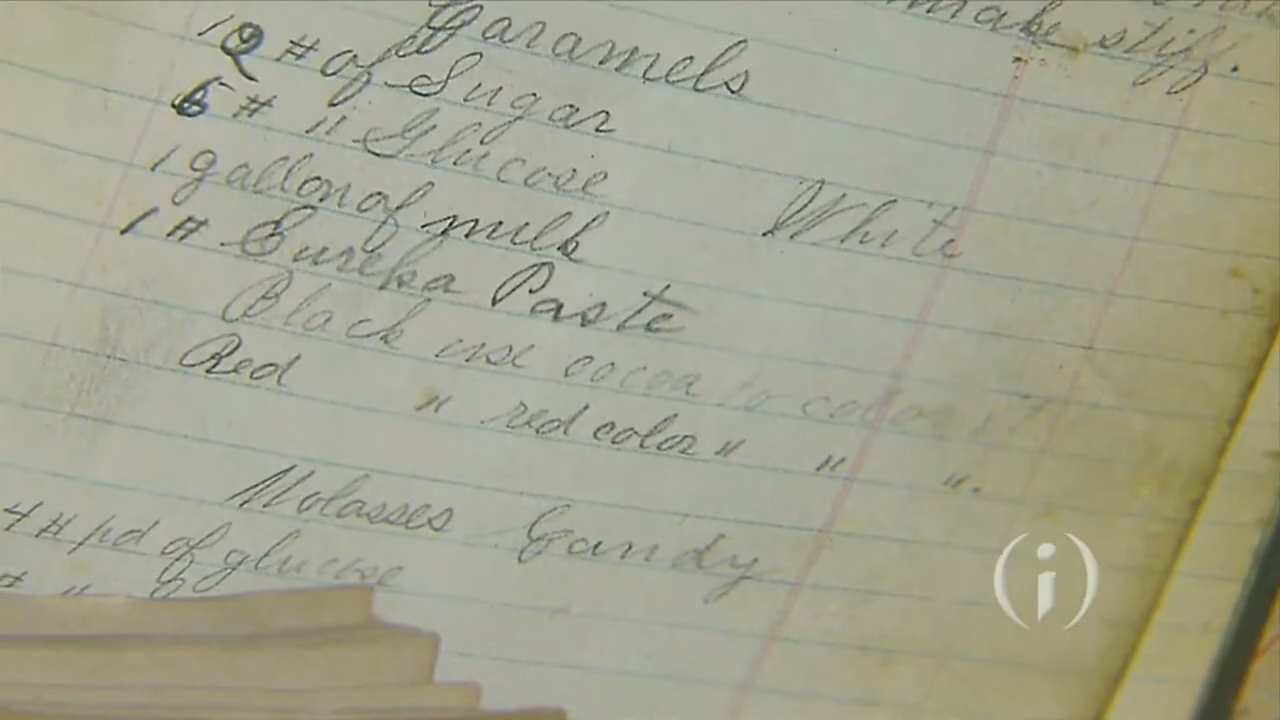 make stiff.
Caramels
12 # of Sugar
6 # " Glucose
1 gallon of milk
White
1 # Eureka Paste
Black use cocoa to color it
Red " red color " " ".
Molasses Candy
4 # pd of glucose
# "
(i)